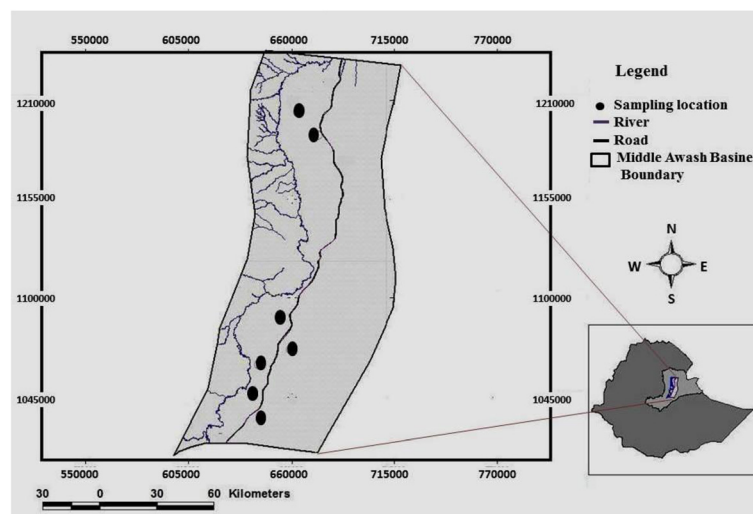 550000 605000 660000 715000 770000
1210000 1210000
1155000 1155000
1100000 1100000
1045000 1045000
550000 605000 660000 715000 770000
30 0 30 60 Kilometers
Legend
Sampling location
River
Road
Middle Awash Basine
Boundary
N
W E
S